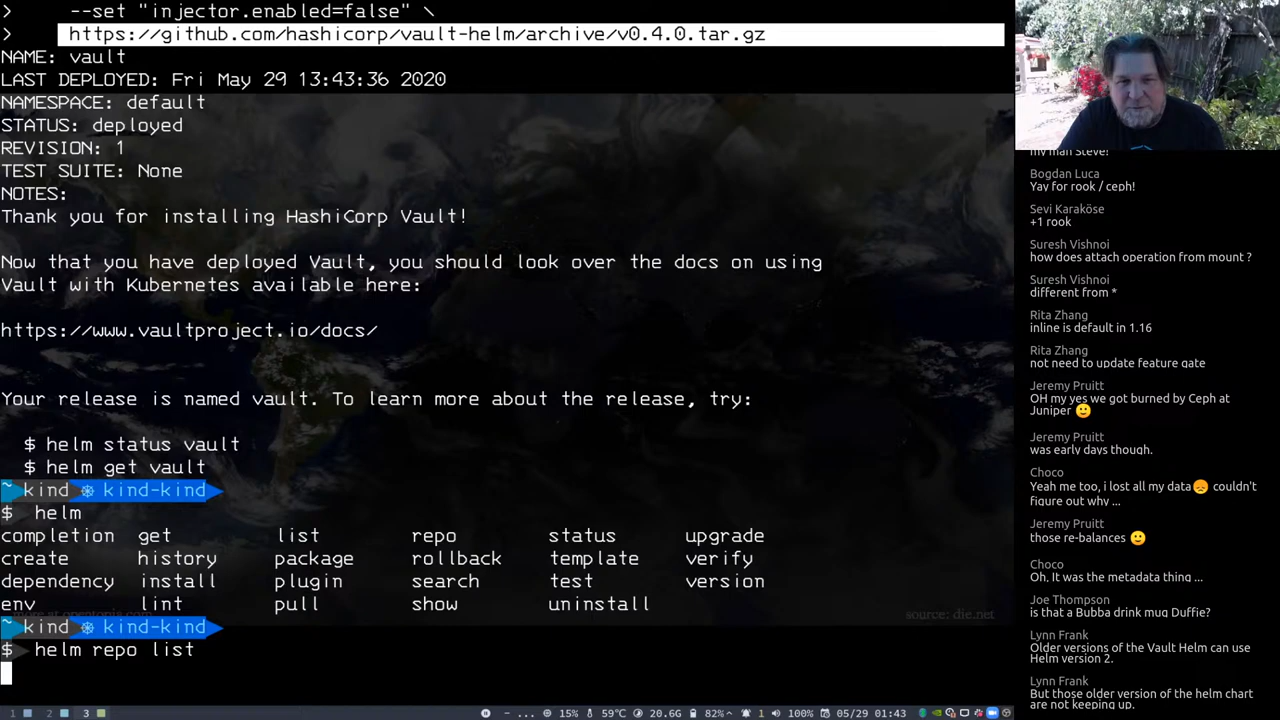 >     --set "injector.enabled=false" \
>     https://github.com/hashicorp/vault-helm/archive/v0.4.0.tar.gz
NAME: vault
LAST DEPLOYED: Fri May 29 13:43:36 2020
NAMESPACE: default
STATUS: deployed
REVISION: 1
TEST SUITE: None
NOTES:
Thank you for installing HashiCorp Vault!
Now that you have deployed Vault, you should look over the docs on using
Vault with Kubernetes available here:
https://www.vaultproject.io/docs/
Your release is named vault. To learn more about the release, try:
$ helm status vault
$ helm get vault
~ kind ⎈ kind-kind
$ helm
completion get list repo status upgrade
create history package rollback template verify
dependency install plugin search test version
env lint pull show uninstall
source: die.net
~ kind ⎈ kind-kind
$ helm repo list
1 2 3
- ... 15% 59°C 20.6G 82% 1 100% 05/29 01:43
my man Steve!
Bogdan Luca
Yay for rook / ceph!
Sevi Karaköse
+1 rook
Suresh Vishnoi
how does attach operation from mount ?
Suresh Vishnoi
different from *
Rita Zhang
inline is default in 1.16
Rita Zhang
not need to update feature gate
Jeremy Pruitt
OH my yes we got burned by Ceph at
Juniper 🙂
Jeremy Pruitt
was early days though.
Choco
Yeah me too, i lost all my data😞 couldn't
figure out why ...
Jeremy Pruitt
those re-balances 🙂
Choco
Oh, It was the metadata thing ...
Joe Thompson
is that a Bubba drink mug Duffie?
Lynn Frank
Older versions of the Vault Helm can use
Helm version 2.
Lynn Frank
But those older version of the helm chart
are not keeping up.